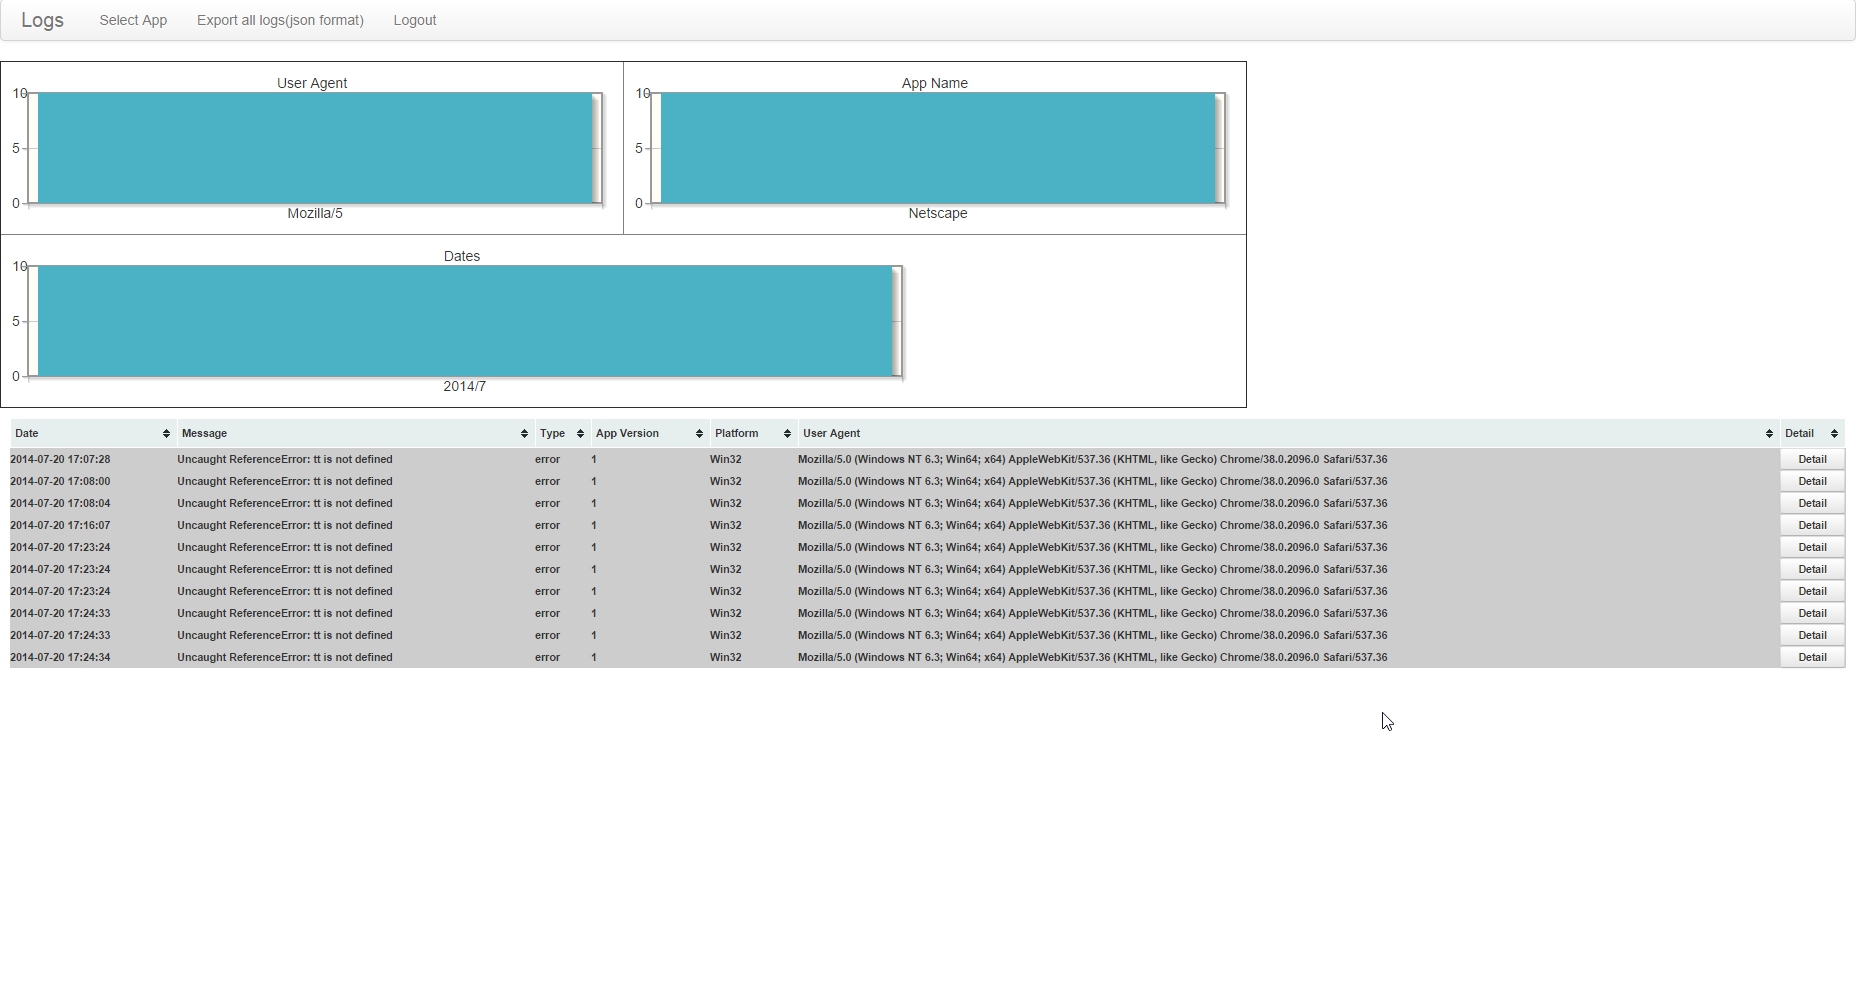 Logs Select App Export all logs(json format) Logout
User Agent
10
5
0
Mozilla/5
App Name
10
5
0
Netscape
Dates
10
5
0
2014/7
Date Message Type App Version Platform User Agent Detail
2014-07-20 17:07:28 Uncaught ReferenceError: tt is not defined error 1 Win32 Mozilla/5.0 (Windows NT 6.3; Win64; x64) AppleWebKit/537.36 (KHTML, like Gecko) Chrome/38.0.2096.0 Safari/537.36 Detail
2014-07-20 17:08:00 Uncaught ReferenceError: tt is not defined error 1 Win32 Mozilla/5.0 (Windows NT 6.3; Win64; x64) AppleWebKit/537.36 (KHTML, like Gecko) Chrome/38.0.2096.0 Safari/537.36 Detail
2014-07-20 17:08:04 Uncaught ReferenceError: tt is not defined error 1 Win32 Mozilla/5.0 (Windows NT 6.3; Win64; x64) AppleWebKit/537.36 (KHTML, like Gecko) Chrome/38.0.2096.0 Safari/537.36 Detail
2014-07-20 17:16:07 Uncaught ReferenceError: tt is not defined error 1 Win32 Mozilla/5.0 (Windows NT 6.3; Win64; x64) AppleWebKit/537.36 (KHTML, like Gecko) Chrome/38.0.2096.0 Safari/537.36 Detail
2014-07-20 17:23:24 Uncaught ReferenceError: tt is not defined error 1 Win32 Mozilla/5.0 (Windows NT 6.3; Win64; x64) AppleWebKit/537.36 (KHTML, like Gecko) Chrome/38.0.2096.0 Safari/537.36 Detail
2014-07-20 17:23:24 Uncaught ReferenceError: tt is not defined error 1 Win32 Mozilla/5.0 (Windows NT 6.3; Win64; x64) AppleWebKit/537.36 (KHTML, like Gecko) Chrome/38.0.2096.0 Safari/537.36 Detail
2014-07-20 17:23:24 Uncaught ReferenceError: tt is not defined error 1 Win32 Mozilla/5.0 (Windows NT 6.3; Win64; x64) AppleWebKit/537.36 (KHTML, like Gecko) Chrome/38.0.2096.0 Safari/537.36 Detail
2014-07-20 17:24:33 Uncaught ReferenceError: tt is not defined error 1 Win32 Mozilla/5.0 (Windows NT 6.3; Win64; x64) AppleWebKit/537.36 (KHTML, like Gecko) Chrome/38.0.2096.0 Safari/537.36 Detail
2014-07-20 17:24:33 Uncaught ReferenceError: tt is not defined error 1 Win32 Mozilla/5.0 (Windows NT 6.3; Win64; x64) AppleWebKit/537.36 (KHTML, like Gecko) Chrome/38.0.2096.0 Safari/537.36 Detail
2014-07-20 17:24:34 Uncaught ReferenceError: tt is not defined error 1 Win32 Mozilla/5.0 (Windows NT 6.3; Win64; x64) AppleWebKit/537.36 (KHTML, like Gecko) Chrome/38.0.2096.0 Safari/537.36 Detail